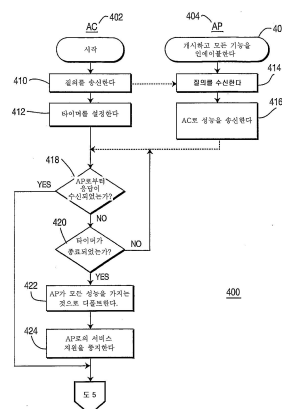 AC
402
404
AP
시작
캐시하고 모든 기능을
인에이블한다
40
410
질의를 송신한다
질의를 수신한다
414
412
타이머를 설정한다
AC로 성능을 송신한다
416
418
AP로부터
응답이
수신되었는가?
YES
NO
420
타이머가
종료되었는가?
NO
YES
422
AP가 모든 성능을 가지는
것으로 디폴트한다.
400
424
AP로의 서비스
지원을 중지한다
도 5